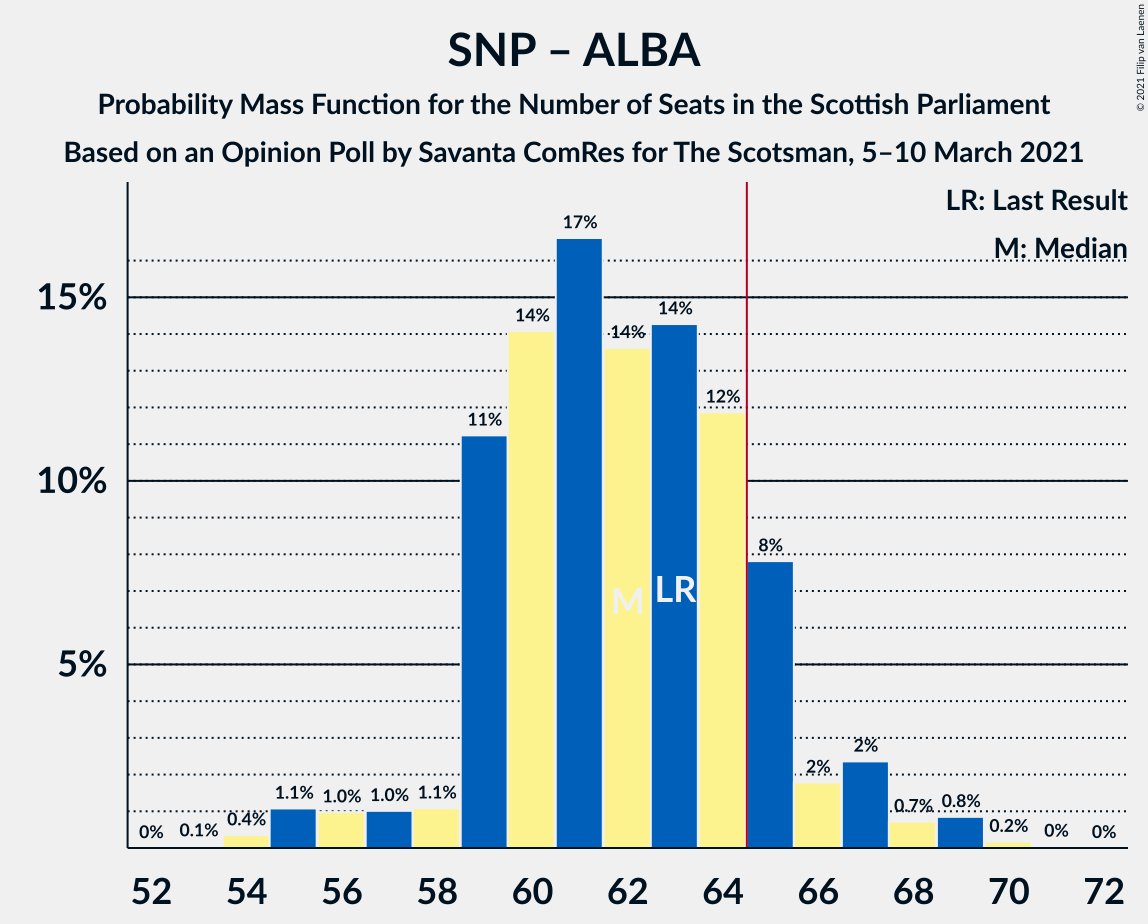 SNP – ALBA
Probability Mass Function for the Number of Seats in the Scottish Parliament
Based on an Opinion Poll by Savanta ComRes for The Scotsman, 5–10 March 2021
© 2021 Filip van Laenen
LR: Last Result
M: Median
15%
10%
5%
0%
0.1%
0.4%
1.1%
1.0%
1.0%
1.1%
11%
14%
17%
14%
14%
12%
8%
2%
2%
0.7%
0.8%
0.2%
0%
0%
M
LR
52 54 56 58 60 62 64 66 68 70 72